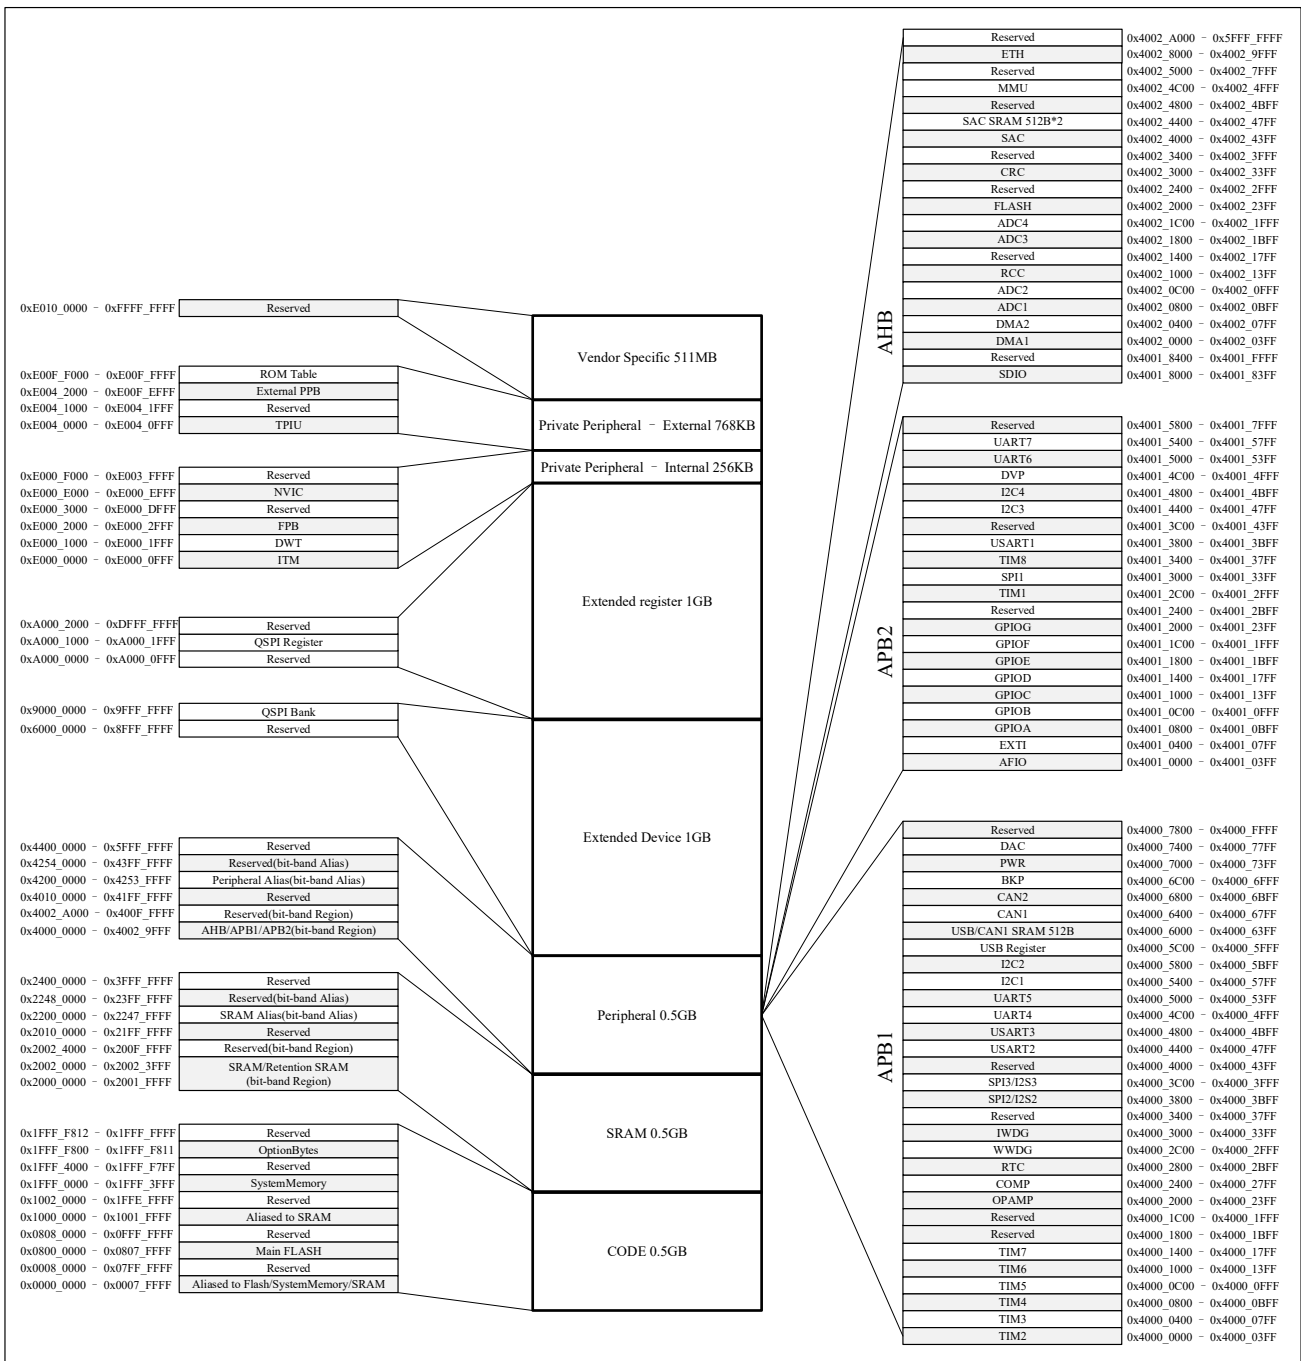 0xE010_0000 - 0xFFFF_FFFF Reserved
0xE00F_F000 - 0xE00F_FFFF ROM Table
0xE004_2000 - 0xE00F_EFFF External PPB
0xE004_1000 - 0xE004_1FFF Reserved
0xE004_0000 - 0xE004_0FFF TPIU
0xE000_F000 - 0xE003_FFFF Reserved
0xE000_E000 - 0xE000_EFFF NVIC
0xE000_3000 - 0xE000_DFFF Reserved
0xE000_2000 - 0xE000_2FFF FPB
0xE000_1000 - 0xE000_1FFF DWT
0xE000_0000 - 0xE000_0FFF ITM
0xA000_2000 - 0xDFFF_FFFF Reserved
0xA000_1000 - 0xA000_1FFF QSPI Register
0xA000_0000 - 0xA000_0FFF Reserved
0x9000_0000 - 0x9FFF_FFFF QSPI Bank
0x6000_0000 - 0x8FFF_FFFF Reserved
0x4400_0000 - 0x5FFF_FFFF Reserved
0x4254_0000 - 0x43FF_FFFF Reserved(bit-band Alias)
0x4200_0000 - 0x4253_FFFF Peripheral Alias(bit-band Alias)
0x4010_0000 - 0x41FF_FFFF Reserved
0x4002_A000 - 0x400F_FFFF Reserved(bit-band Region)
0x4000_0000 - 0x4002_9FFF AHB/APB1/APB2(bit-band Region)
0x2400_0000 - 0x3FFF_FFFF Reserved
0x2248_0000 - 0x23FF_FFFF Reserved(bit-band Alias)
0x2200_0000 - 0x2247_FFFF SRAM Alias(bit-band Alias)
0x2010_0000 - 0x21FF_FFFF Reserved
0x2002_4000 - 0x200F_FFFF Reserved(bit-band Region)
0x2002_0000 - 0x2002_3FFF SRAM/Retention SRAM
0x2000_0000 - 0x2001_FFFF (bit-band Region)
0x1FFF_F812 - 0x1FFF_FFFF Reserved
0x1FFF_F800 - 0x1FFF_F811 OptionBytes
0x1FFF_4000 - 0x1FFF_F7FF Reserved
0x1FFF_0000 - 0x1FFF_3FFF SystemMemory
0x1002_0000 - 0x1FFE_FFFF Reserved
0x1000_0000 - 0x1001_FFFF Aliased to SRAM
0x0808_0000 - 0x0FFF_FFFF Reserved
0x0800_0000 - 0x0807_FFFF Main FLASH
0x0008_0000 - 0x07FF_FFFF Reserved
0x0000_0000 - 0x0007_FFFF Aliased to Flash/SystemMemory/SRAM
Vendor Specific 511MB
Private Peripheral - External 768KB
Private Peripheral - Internal 256KB
Extended register 1GB
Extended Device 1GB
Peripheral 0.5GB
SRAM 0.5GB
CODE 0.5GB
AHB
Reserved 0x4002_A000 - 0x5FFF_FFFF
ETH 0x4002_8000 - 0x4002_9FFF
Reserved 0x4002_5000 - 0x4002_7FFF
MMU 0x4002_4C00 - 0x4002_4FFF
Reserved 0x4002_4800 - 0x4002_4BFF
SAC SRAM 512B*2 0x4002_4400 - 0x4002_47FF
SAC 0x4002_4000 - 0x4002_43FF
Reserved 0x4002_3400 - 0x4002_3FFF
CRC 0x4002_3000 - 0x4002_33FF
Reserved 0x4002_2400 - 0x4002_2FFF
FLASH 0x4002_2000 - 0x4002_23FF
ADC4 0x4002_1C00 - 0x4002_1FFF
ADC3 0x4002_1800 - 0x4002_1BFF
Reserved 0x4002_1400 - 0x4002_17FF
RCC 0x4002_1000 - 0x4002_13FF
ADC2 0x4002_0C00 - 0x4002_0FFF
ADC1 0x4002_0800 - 0x4002_0BFF
DMA2 0x4002_0400 - 0x4002_07FF
DMA1 0x4002_0000 - 0x4002_03FF
Reserved 0x4001_8400 - 0x4001_FFFF
SDIO 0x4001_8000 - 0x4001_83FF
APB2
Reserved 0x4001_5800 - 0x4001_7FFF
UART7 0x4001_5400 - 0x4001_57FF
UART6 0x4001_5000 - 0x4001_53FF
DVP 0x4001_4C00 - 0x4001_4FFF
I2C4 0x4001_4800 - 0x4001_4BFF
I2C3 0x4001_4400 - 0x4001_47FF
Reserved 0x4001_3C00 - 0x4001_43FF
USART1 0x4001_3800 - 0x4001_3BFF
TIM8 0x4001_3400 - 0x4001_37FF
SPI1 0x4001_3000 - 0x4001_33FF
TIM1 0x4001_2C00 - 0x4001_2FFF
Reserved 0x4001_2400 - 0x4001_2BFF
GPIOG 0x4001_2000 - 0x4001_23FF
GPIOF 0x4001_1C00 - 0x4001_1FFF
GPIOE 0x4001_1800 - 0x4001_1BFF
GPIOD 0x4001_1400 - 0x4001_17FF
GPIOC 0x4001_1000 - 0x4001_13FF
GPIOB 0x4001_0C00 - 0x4001_0FFF
GPIOA 0x4001_0800 - 0x4001_0BFF
EXTI 0x4001_0400 - 0x4001_07FF
AFIO 0x4001_0000 - 0x4001_03FF
APB1
Reserved 0x4000_7800 - 0x4000_FFFF
DAC 0x4000_7400 - 0x4000_77FF
PWR 0x4000_7000 - 0x4000_73FF
BKP 0x4000_6C00 - 0x4000_6FFF
CAN2 0x4000_6800 - 0x4000_6BFF
CAN1 0x4000_6400 - 0x4000_67FF
USB/CAN1 SRAM 512B 0x4000_6000 - 0x4000_63FF
USB Register 0x4000_5C00 - 0x4000_5FFF
I2C2 0x4000_5800 - 0x4000_5BFF
I2C1 0x4000_5400 - 0x4000_57FF
UART5 0x4000_5000 - 0x4000_53FF
UART4 0x4000_4C00 - 0x4000_4FFF
USART3 0x4000_4800 - 0x4000_4BFF
USART2 0x4000_4400 - 0x4000_47FF
Reserved 0x4000_4000 - 0x4000_43FF
SPI3/I2S3 0x4000_3C00 - 0x4000_3FFF
SPI2/I2S2 0x4000_3800 - 0x4000_3BFF
Reserved 0x4000_3400 - 0x4000_37FF
IWDG 0x4000_3000 - 0x4000_33FF
WWDG 0x4000_2C00 - 0x4000_2FFF
RTC 0x4000_2800 - 0x4000_2BFF
COMP 0x4000_2400 - 0x4000_27FF
OPAMP 0x4000_2000 - 0x4000_23FF
Reserved 0x4000_1C00 - 0x4000_1FFF
Reserved 0x4000_1800 - 0x4000_1BFF
TIM7 0x4000_1400 - 0x4000_17FF
TIM6 0x4000_1000 - 0x4000_13FF
TIM5 0x4000_0C00 - 0x4000_0FFF
TIM4 0x4000_0800 - 0x4000_0BFF
TIM3 0x4000_0400 - 0x4000_07FF
TIM2 0x4000_0000 - 0x4000_03FF